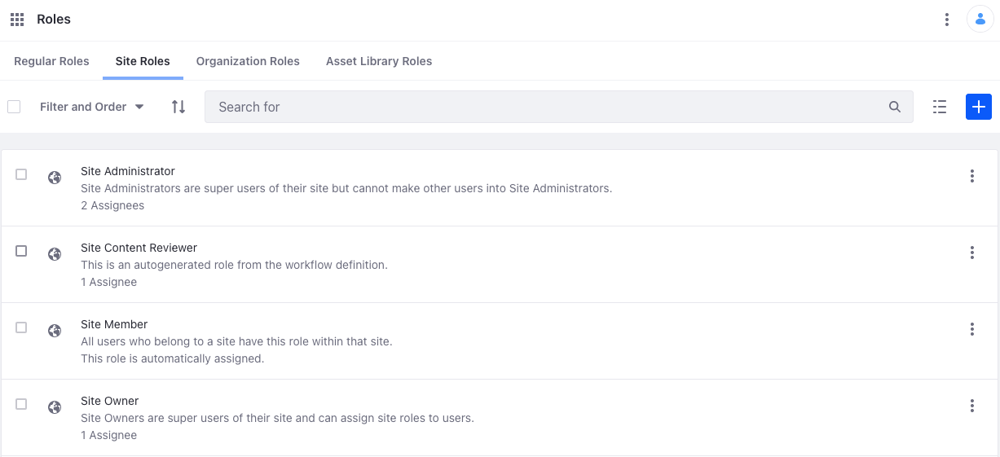 Roles
Regular Roles
Site Roles
Organization Roles
Asset Library Roles
Filter and Order
Search for
Site Administrator
Site Administrators are super users of their site but cannot make other users into Site Administrators.
2 Assignees
Site Content Reviewer
This is an autogenerated role from the workflow definition.
1 Assignee
Site Member
All users who belong to a site have this role within that site.
This role is automatically assigned.
Site Owner
Site Owners are super users of their site and can assign site roles to users.
1 Assignee